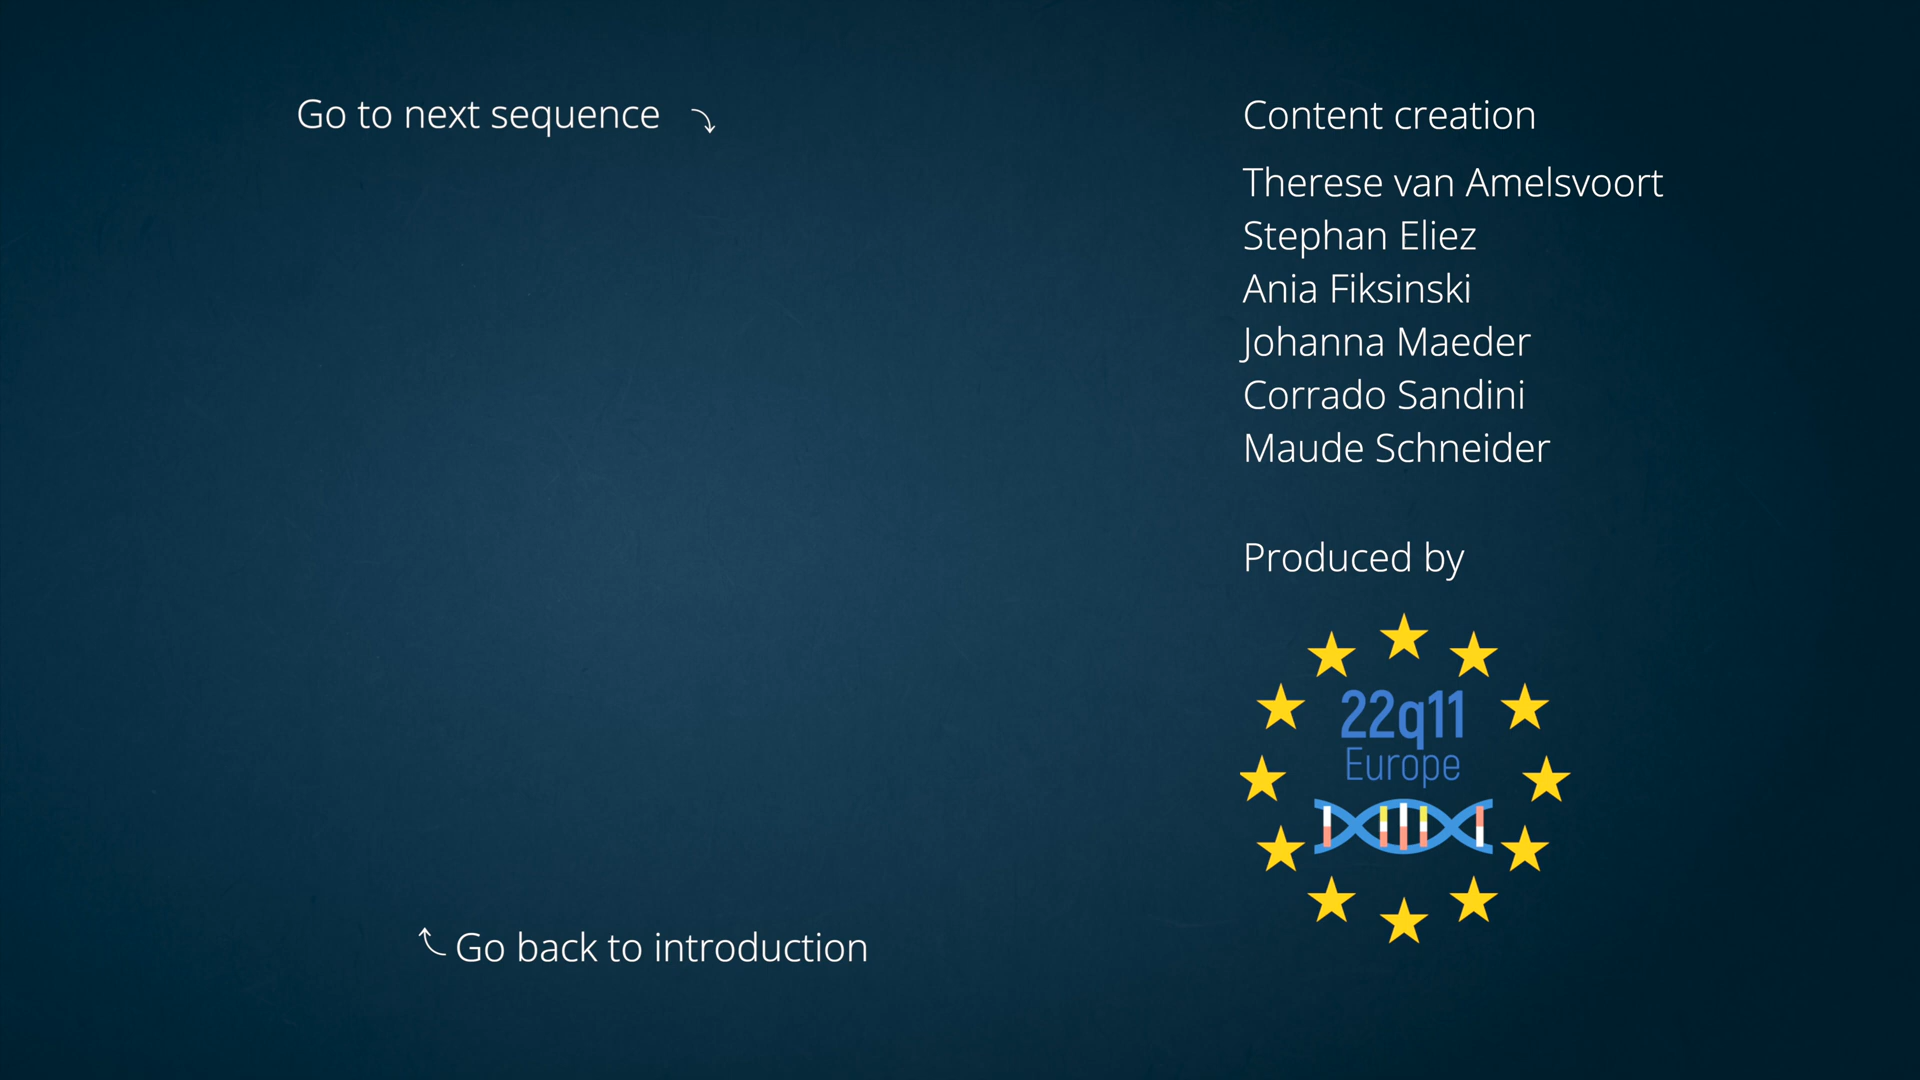 Go to next sequence
Go back to introduction
Content creation
Therese van Amelsvoort
Stephan Eliez
Ania Fiksinski
Johanna Maeder
Corrado Sandini
Maude Schneider
Produced by
22q11
Europe